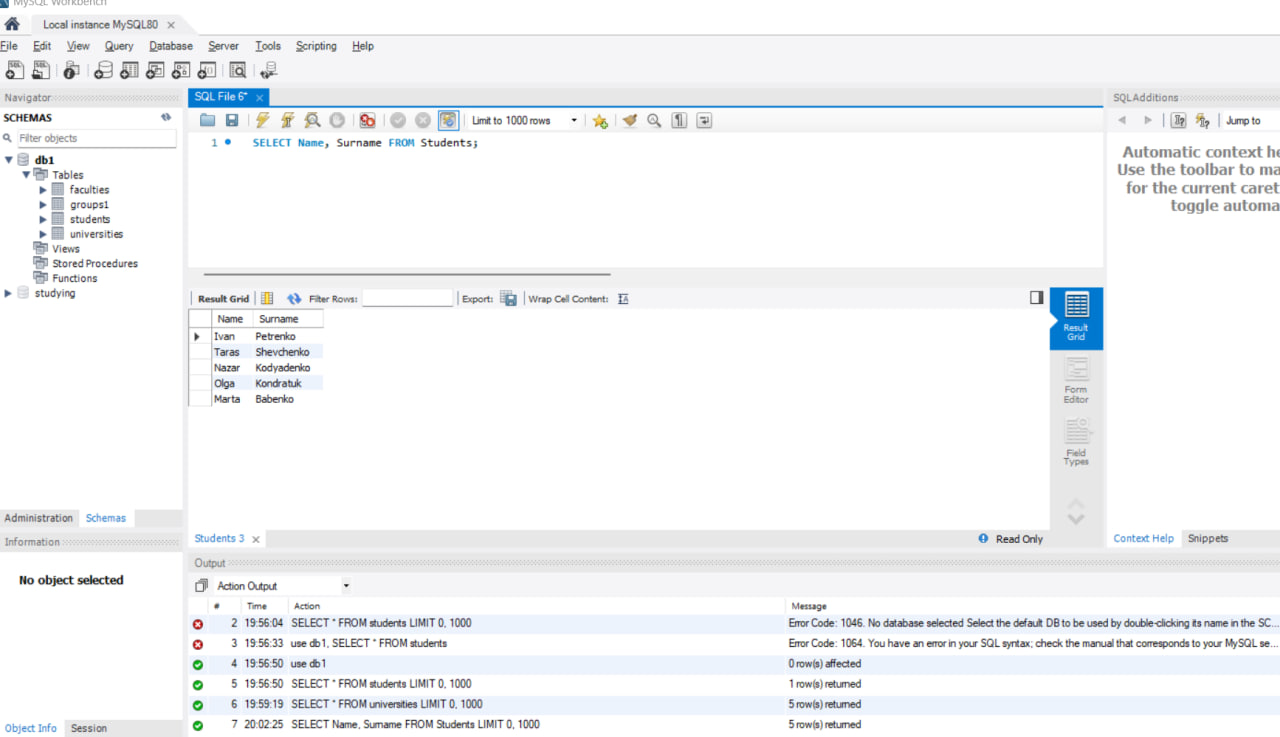 MySQL Workbench
Local instance MySQL80
File Edit View Query Database Server Tools Scripting Help
Navigator
SCHEMAS
Filter objects
db1
Tables
faculties
groups1
students
universities
Views
Stored Procedures
Functions
studying
Administration Schemas
Information
No object selected
Object Info Session
SQL File 6*
Limit to 1000 rows
1 SELECT Name, Surname FROM Students;
Result Grid Filter Rows: Export: Wrap Cell Content:
Name Surname
Ivan Petrenko
Taras Shevchenko
Nazar Kodyadenko
Olga Kondratuk
Marta Babenko
Result
Grid
Form
Editor
Field
Types
Students 3
Read Only
SQLAdditions
Jump to
Automatic context he
Use the toolbar to ma
for the current caret
toggle automa
Context Help Snippets
Output
Action Output
# Time Action Message
2 19:56:04 SELECT * FROM students LIMIT 0, 1000 Error Code: 1046. No database selected Select the default DB to be used by double-clicking its name in the SC...
3 19:56:33 use db1, SELECT * FROM students Error Code: 1064. You have an error in your SQL syntax; check the manual that corresponds to your MySQL se...
4 19:56:50 use db1 0 row(s) affected
5 19:56:50 SELECT * FROM students LIMIT 0, 1000 1 row(s) returned
6 19:59:19 SELECT * FROM universities LIMIT 0, 1000 5 row(s) returned
7 20:02:25 SELECT Name, Surname FROM Students LIMIT 0, 1000 5 row(s) returned